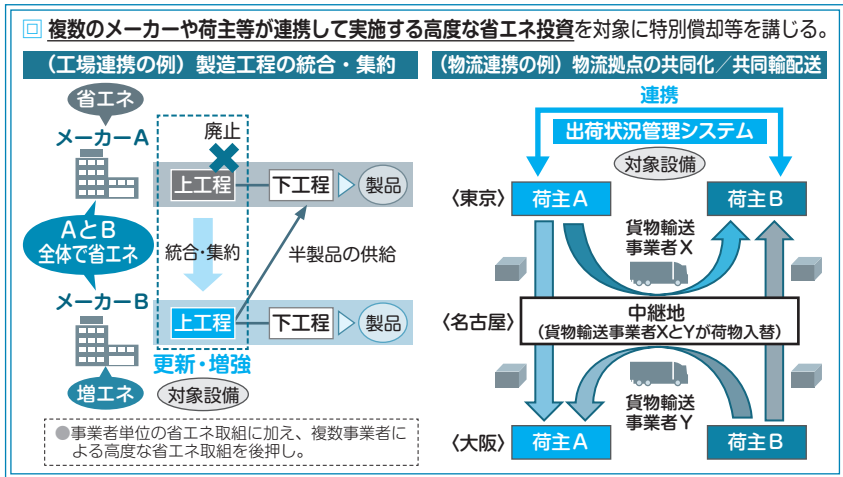 □ 複数のメーカーや荷主等が連携して実施する高度な省エネ投資を対象に特別償却等を講じる。
（工場連携の例）製造工程の統合・集約
省エネ
メーカーA
廃止
上工程
下工程
製品
AとB
全体で省エネ
統合・集約
半製品の供給
メーカーB
上工程
下工程
製品
更新・増強
増エネ
対象設備
●事業者単位の省エネ取組に加え、複数事業者に
よる高度な省エネ取組を後押し。
（物流連携の例）物流拠点の共同化／共同輸配送
連携
出荷状況管理システム
対象設備
〈東京〉
荷主A
荷主B
貨物輸送
事業者X
〈名古屋〉
中継地
（貨物輸送事業者XとYが荷物入替）
貨物輸送
事業者Y
〈大阪〉
荷主A
荷主B